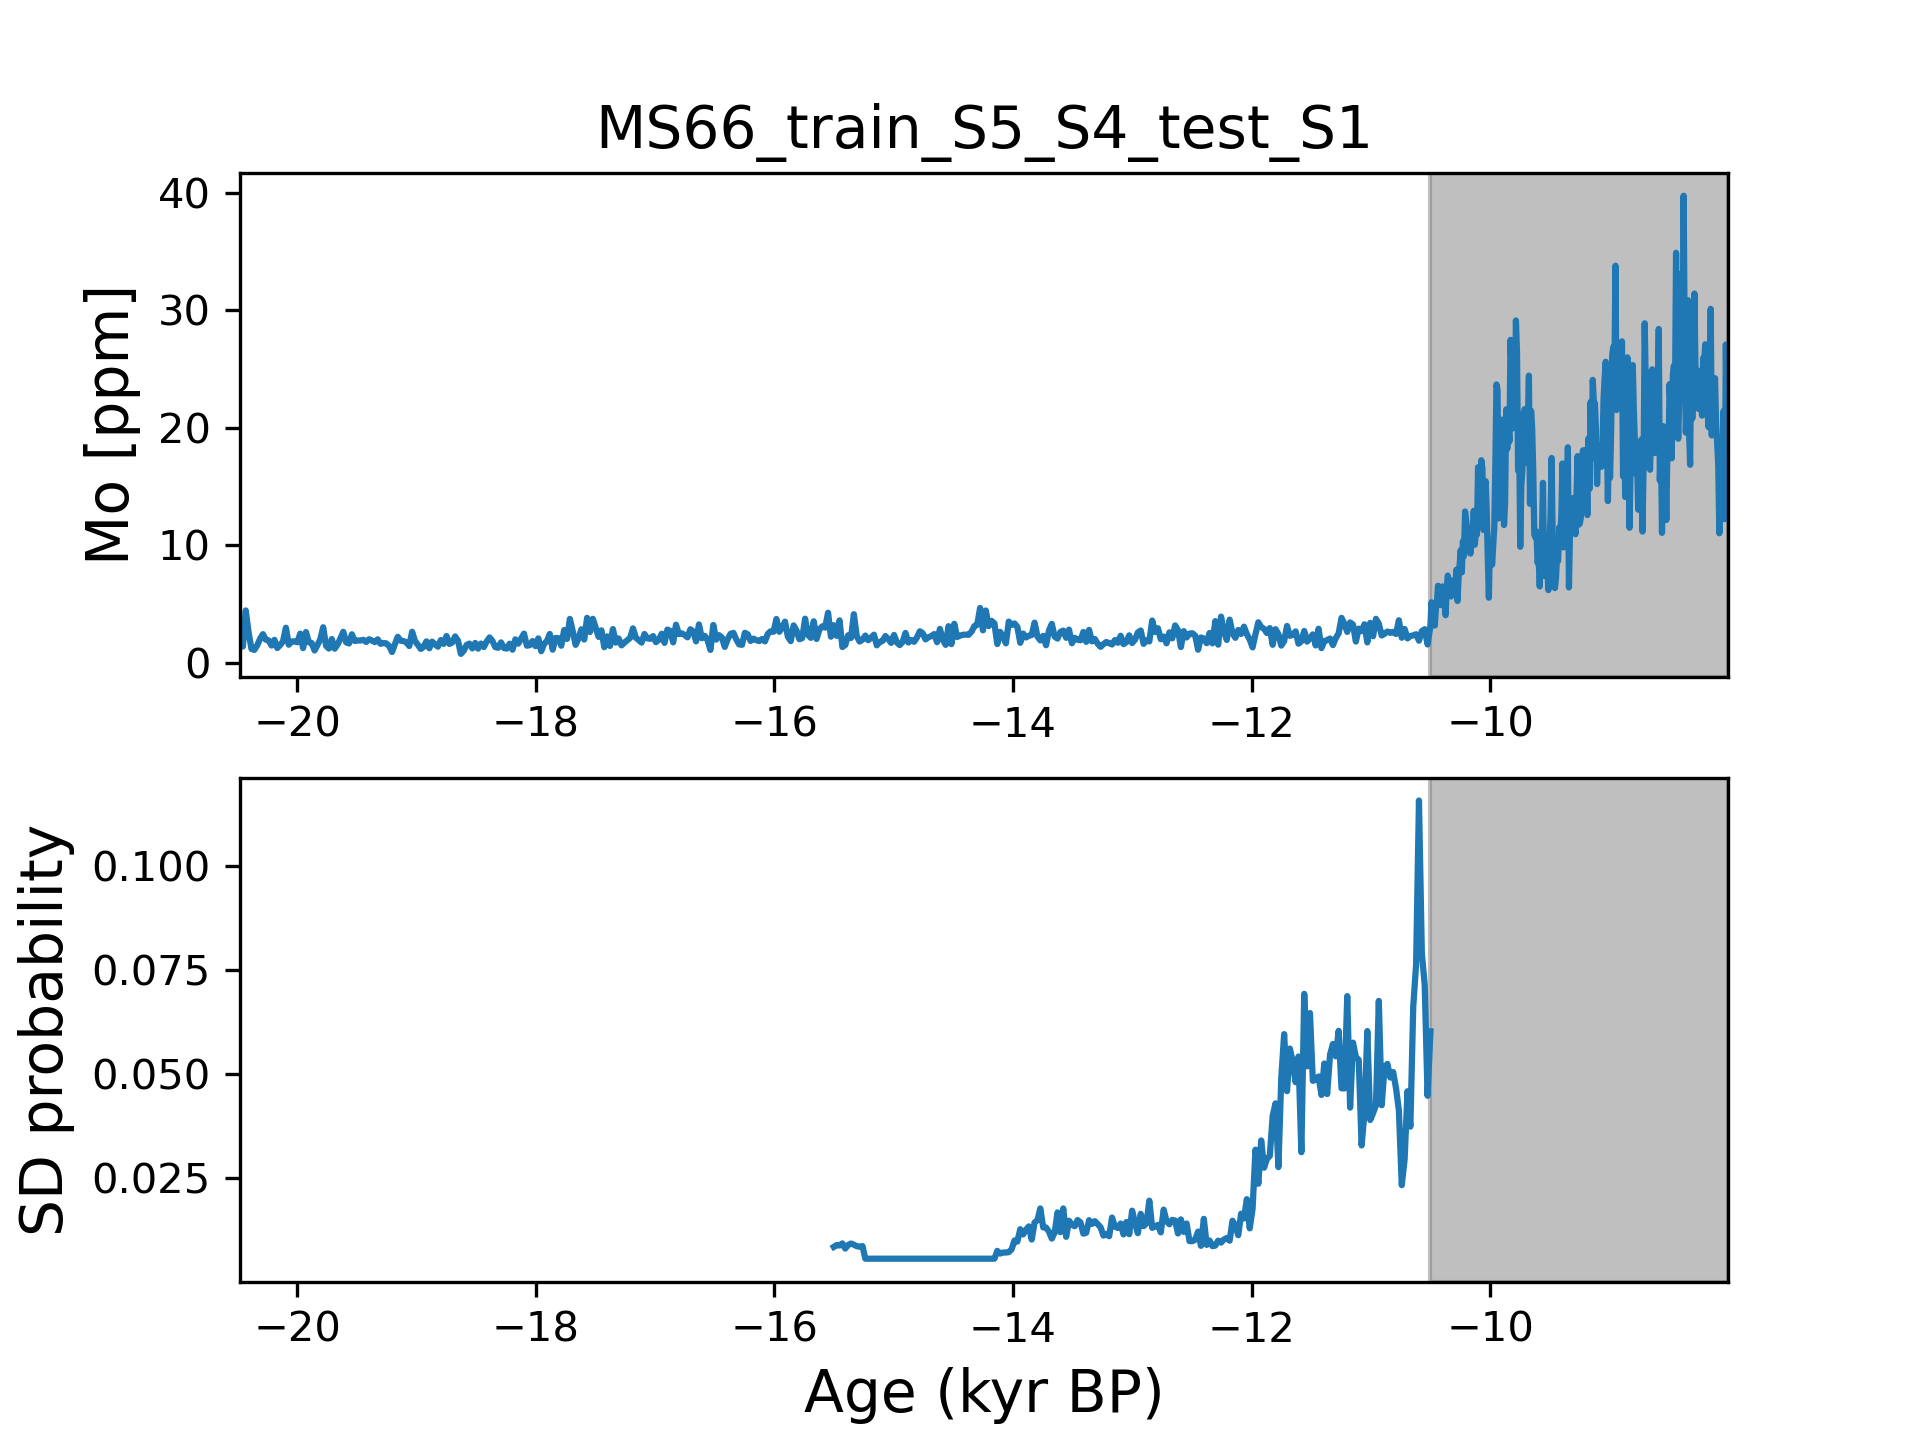 MS66_train_S5_S4_test_S1
Mo [ppm]
40
30
20
10
0
−20 −18 −16 −14 −12 −10
SD probability
0.100
0.075
0.050
0.025
−20 −18 −16 −14 −12 −10
Age (kyr BP)